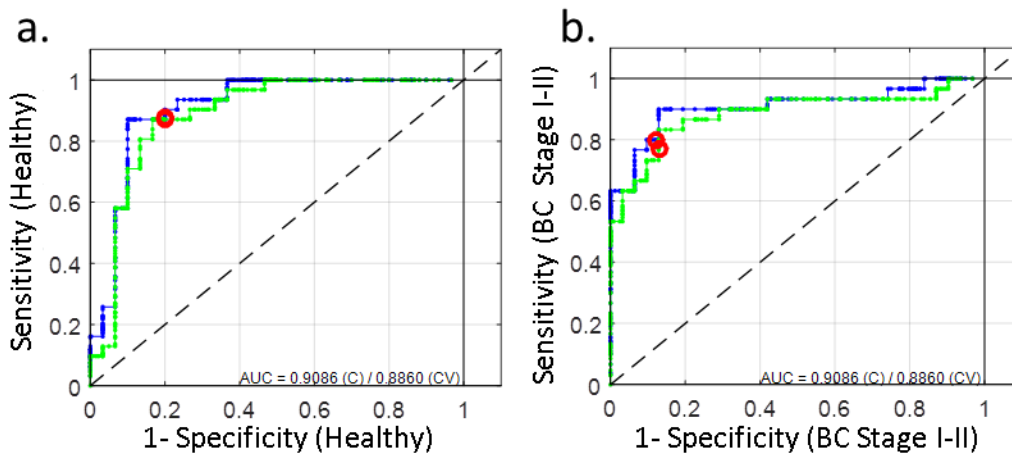 a.
Sensitivity (Healthy)
1
0.8
0.6
0.4
0.2
0
AUC = 0.9086 (C) / 0.8860 (CV)
0 0.2 0.4 0.6 0.8 1
1- Specificity (Healthy)
b.
Sensitivity (BC Stage I-II)
1
0.8
0.6
0.4
0.2
0
AUC = 0.9086 (C) / 0.8860 (CV)
0 0.2 0.4 0.6 0.8 1
1- Specificity (BC Stage I-II)